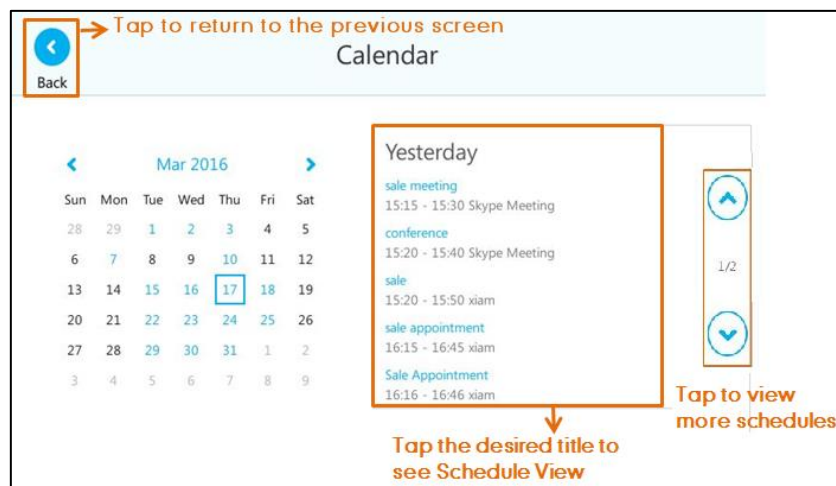 Tap to return to the previous screen
Back
Calendar
Mar 2016
Sun Mon Tue Wed Thu Fri Sat
28 29 1 2 3 4 5
6 7 8 9 10 11 12
13 14 15 16 17 18 19
20 21 22 23 24 25 26
27 28 29 30 31 1 2
3 4 5 6 7 8 9
Yesterday
sale meeting
15:15 - 15:30 Skype Meeting
conference
15:20 - 15:40 Skype Meeting
sale
15:20 - 15:50 xiam
sale appointment
16:15 - 16:45 xiam
Sale Appointment
16:16 - 16:46 xiam
1/2
Tap to view
more schedules
Tap the desired title to
see Schedule View